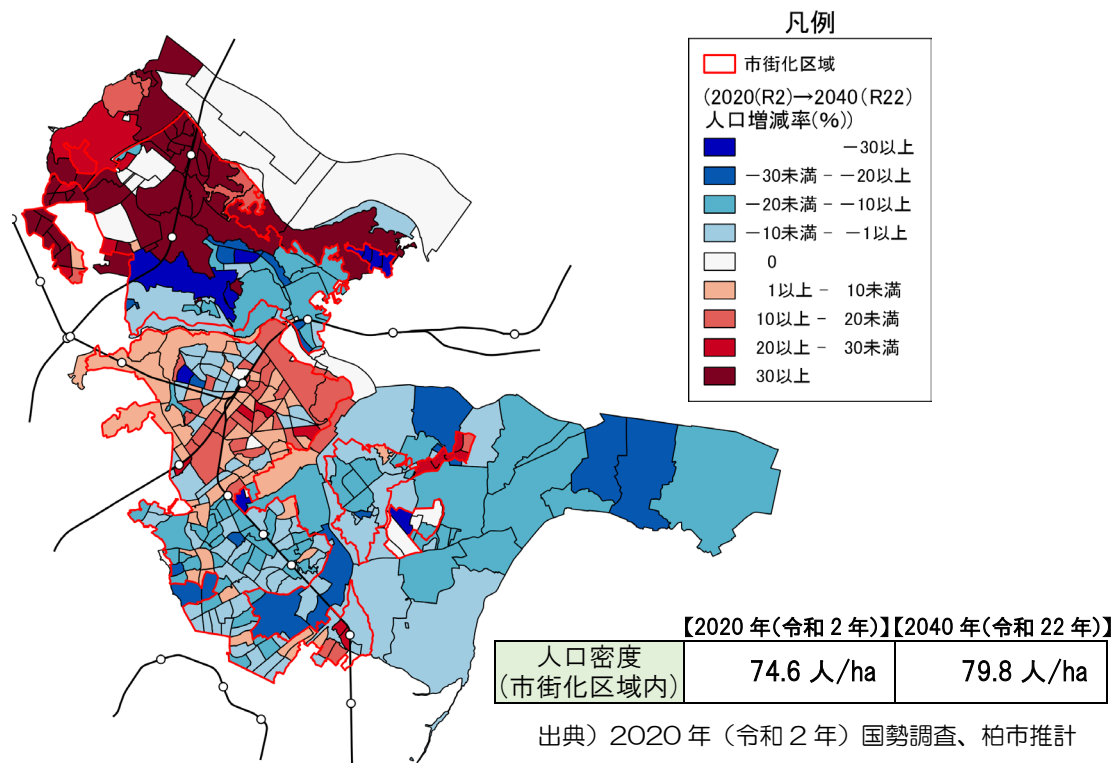 凡例
市街化区域
(2020(R2)→2040(R22)
人口増減率(%))
－30以上
－30未満 － －20以上
－20未満 － －10以上
－10未満 － －1以上
0
1以上 － 10未満
10以上 － 20未満
20以上 － 30未満
30以上
【2020 年(令和 2 年)】【2040 年(令和 22 年)】
人口密度
(市街化区域内)
74.6 人/ha
79.8 人/ha
出典）2020 年（令和 2 年）国勢調査、柏市推計